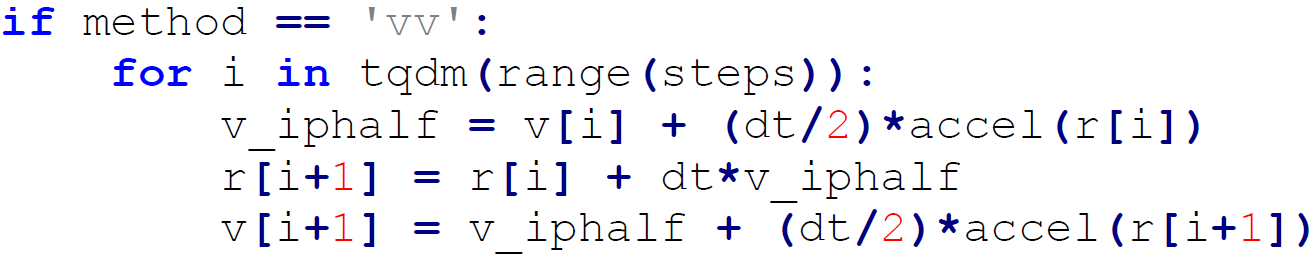 if method == 'vv':
    for i in tqdm(range(steps)):
        v_iphalf = v[i] + (dt/2)*accel(r[i])
        r[i+1] = r[i] + dt*v_iphalf
        v[i+1] = v_iphalf + (dt/2)*accel(r[i+1])